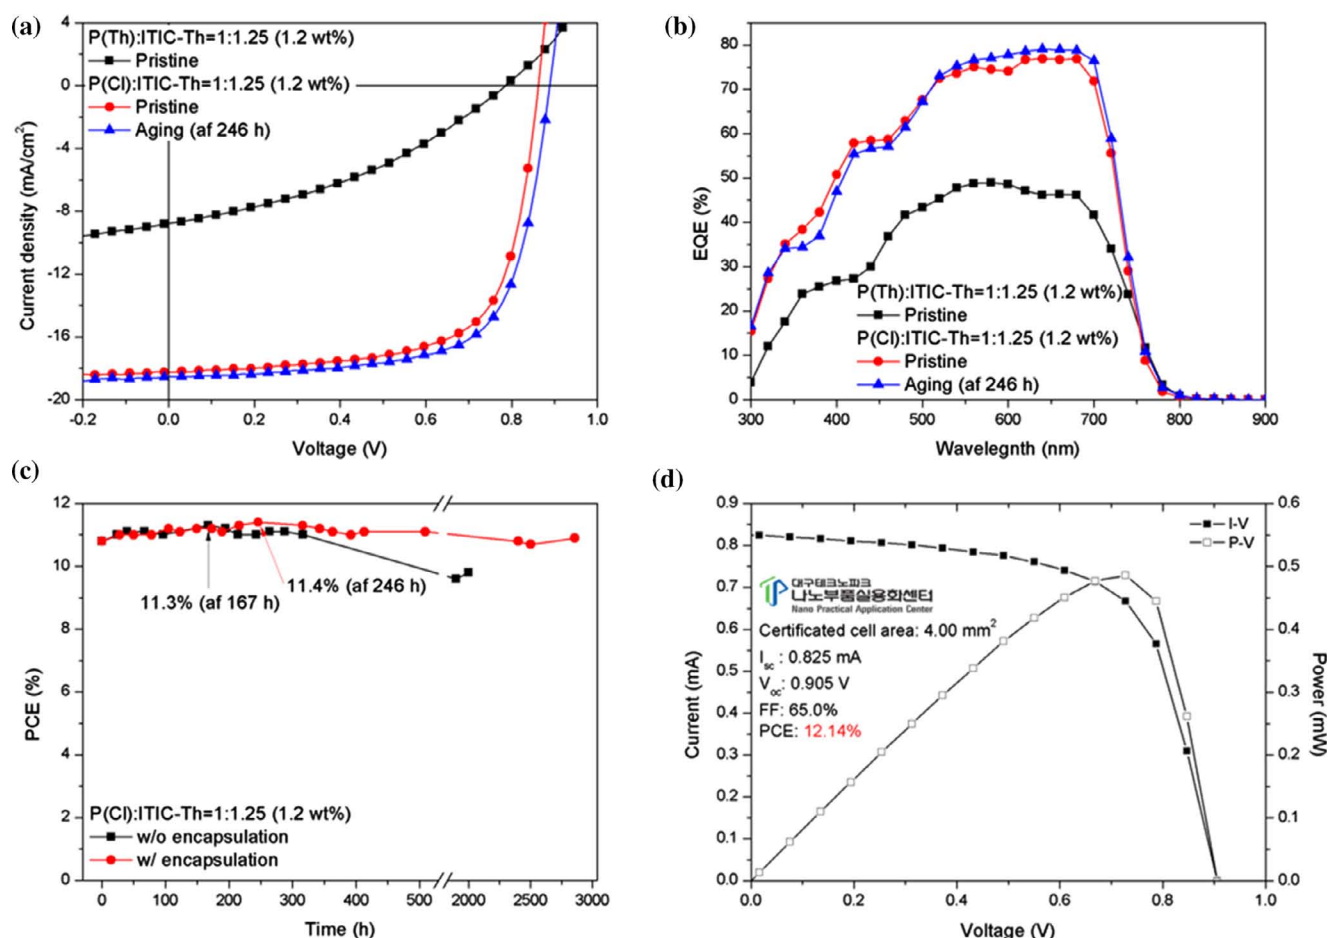 (a)
P(Th):ITIC-Th=1:1.25 (1.2 wt%)
Pristine
P(Cl):ITIC-Th=1:1.25 (1.2 wt%)
Pristine
Aging (af 246 h)
Current density (mA/cm²)
4
0
-4
-8
-12
-16
-20
-0.2
0.0
0.2
0.4
0.6
0.8
1.0
Voltage (V)
(b)
EQE (%)
80
70
60
50
40
30
20
10
0
P(Th):ITIC-Th=1:1.25 (1.2 wt%)
Pristine
P(Cl):ITIC-Th=1:1.25 (1.2 wt%)
Pristine
Aging (af 246 h)
300
400
500
600
700
800
900
Wavelegnth (nm)
(c)
PCE (%)
12
10
8
6
4
2
0
11.3% (af 167 h)
11.4% (af 246 h)
P(Cl):ITIC-Th=1:1.25 (1.2 wt%)
w/o encapsulation
w/ encapsulation
0
100
200
300
400
500
2000
3000
Time (h)
(d)
Current (mA)
0.9
0.8
0.7
0.6
0.5
0.4
0.3
0.2
0.1
0.0
I-V
P-V
대구테크노파크
나노부품실용화센터
Nano Practical Application Center
Certificated cell area: 4.00 mm²
Isc : 0.825 mA
Voc: 0.905 V
FF: 65.0%
PCE: 12.14%
0.6
0.5
0.4
0.3
0.2
0.1
0.0
Power (mW)
0.0
0.2
0.4
0.6
0.8
1.0
Voltage (V)